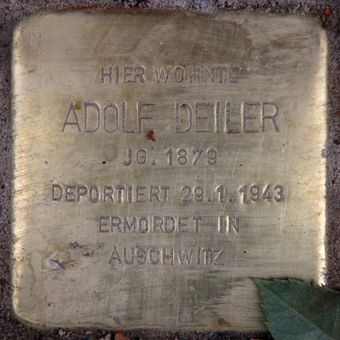 HIER WOHNTE
ADOLF DEILER
JG. 1879
DEPORTIERT 29.1.1943
ERMORDET IN
AUSCHWITZ